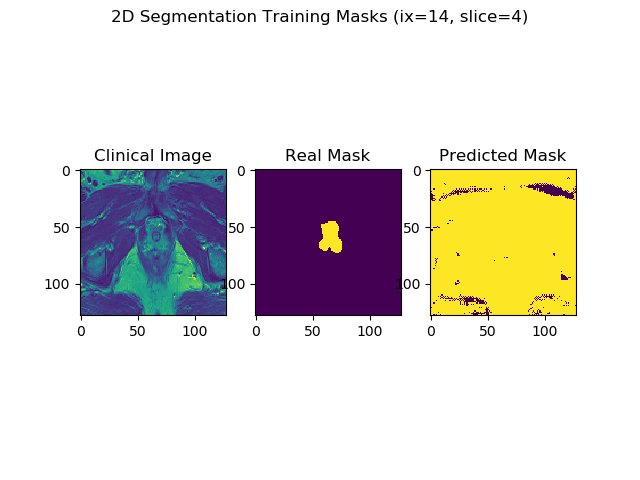 2D Segmentation Training Masks (ix=14, slice=4)
Clinical Image Real Mask Predicted Mask
0 0 0
50 50 50
100 100 100
0 50 100 0 50 100 0 50 100